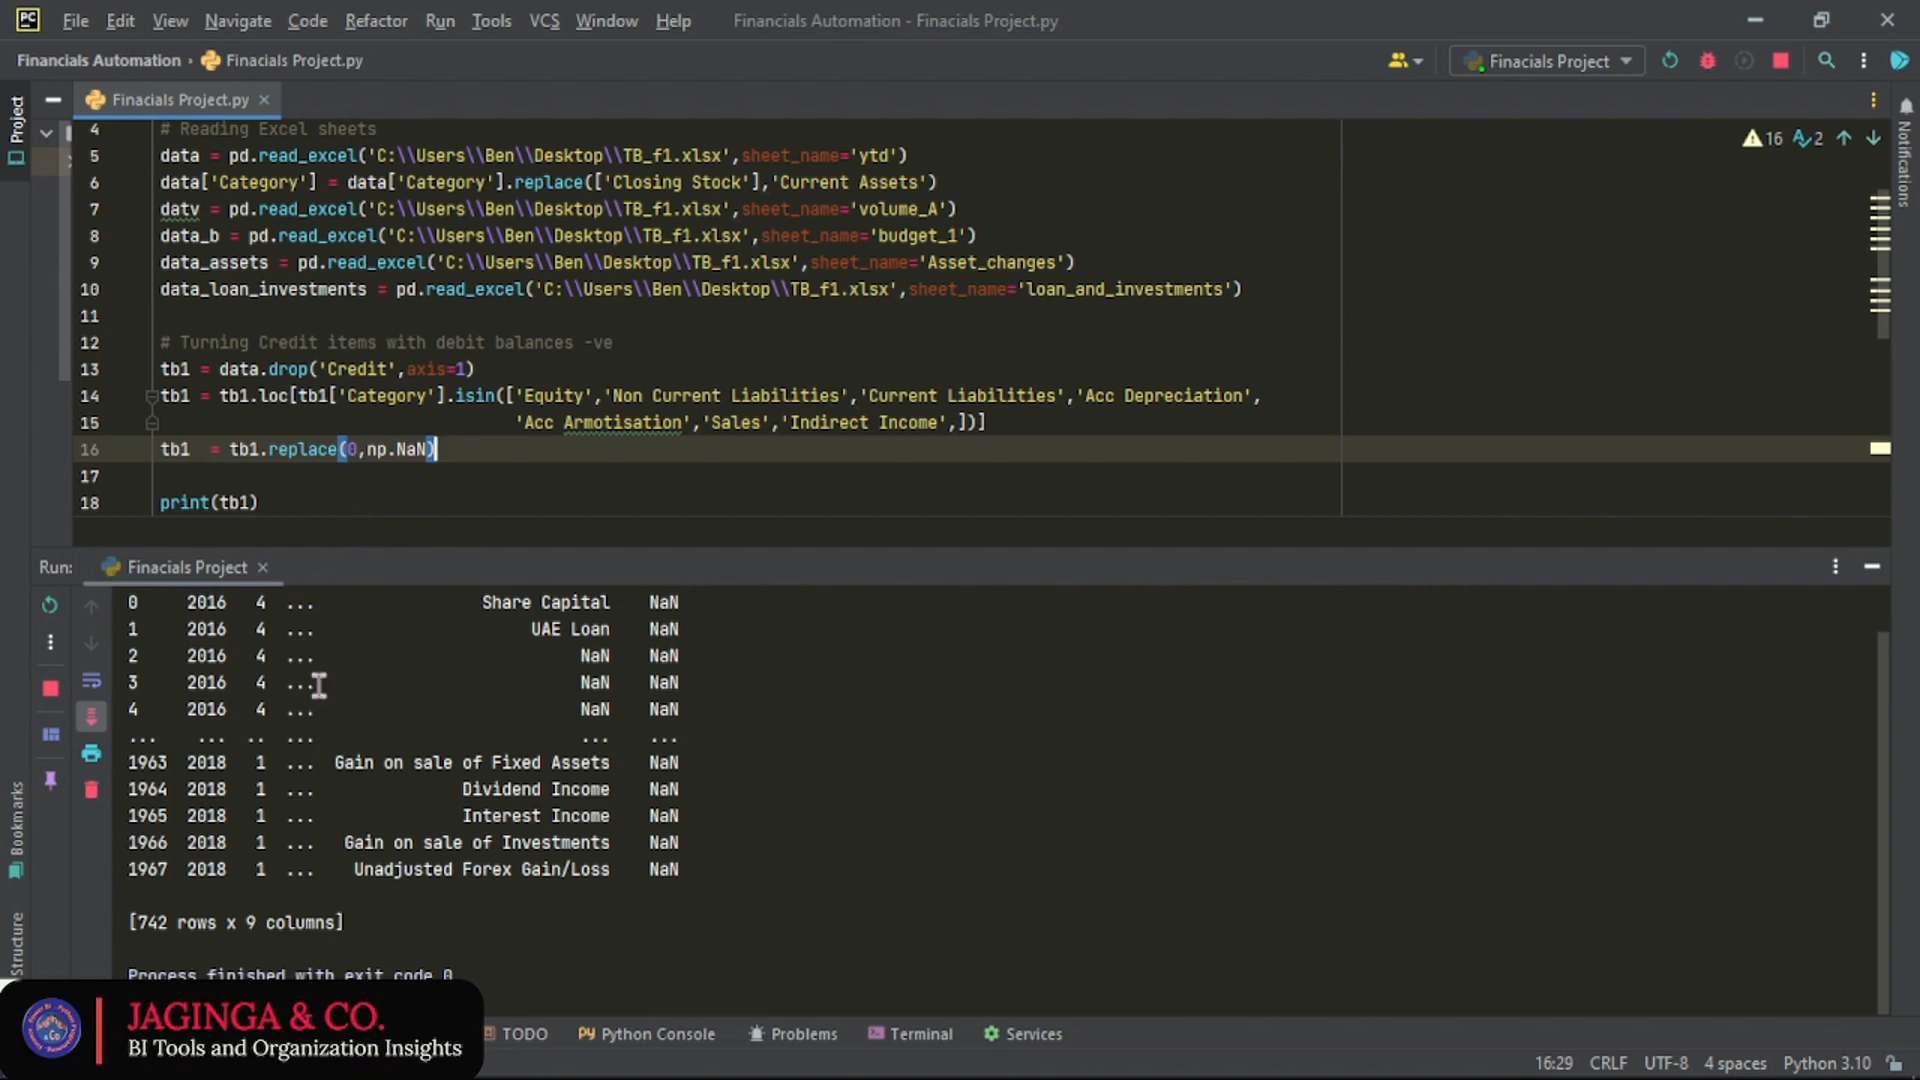 PC File Edit View Navigate Code Refactor Run Tools VCS Window Help Financials Automation - Finacials Project.py
Financials Automation › Finacials Project.py Finacials Project
Project
Finacials Project.py
Notifications
16 2
4 # Reading Excel sheets
5 data = pd.read_excel('C:\\Users\\Ben\\Desktop\\TB_f1.xlsx',sheet_name='ytd')
6 data['Category'] = data['Category'].replace(['Closing Stock'],'Current Assets')
7 datv = pd.read_excel('C:\\Users\\Ben\\Desktop\\TB_f1.xlsx',sheet_name='volume_A')
8 data_b = pd.read_excel('C:\\Users\\Ben\\Desktop\\TB_f1.xlsx',sheet_name='budget_1')
9 data_assets = pd.read_excel('C:\\Users\\Ben\\Desktop\\TB_f1.xlsx',sheet_name='Asset_changes')
10 data_loan_investments = pd.read_excel('C:\\Users\\Ben\\Desktop\\TB_f1.xlsx',sheet_name='loan_and_investments')
11
12 # Turning Credit items with debit balances -ve
13 tb1 = data.drop('Credit',axis=1)
14 tb1 = tb1.loc[tb1['Category'].isin(['Equity','Non Current Liabilities','Current Liabilities','Acc Depreciation',
15 'Acc Armotisation','Sales','Indirect Income',])]
16 tb1  = tb1.replace(0,np.NaN)
17
18 print(tb1)
Run: Finacials Project
0 2016 4 ... Share Capital NaN
1 2016 4 ... UAE Loan NaN
2 2016 4 ... NaN NaN
3 2016 4 ... NaN NaN
4 2016 4 ... NaN NaN
... ... .. ... ... ...
1963 2018 1 ... Gain on sale of Fixed Assets NaN
1964 2018 1 ... Dividend Income NaN
1965 2018 1 ... Interest Income NaN
1966 2018 1 ... Gain on sale of Investments NaN
1967 2018 1 ... Unadjusted Forex Gain/Loss NaN
[742 rows x 9 columns]
Process finished with exit code 0
Bookmarks
Structure
JAGINGA & CO.
BI Tools and Organization Insights
TODO Python Console Problems Terminal Services
16:29 CRLF UTF-8 4 spaces Python 3.10